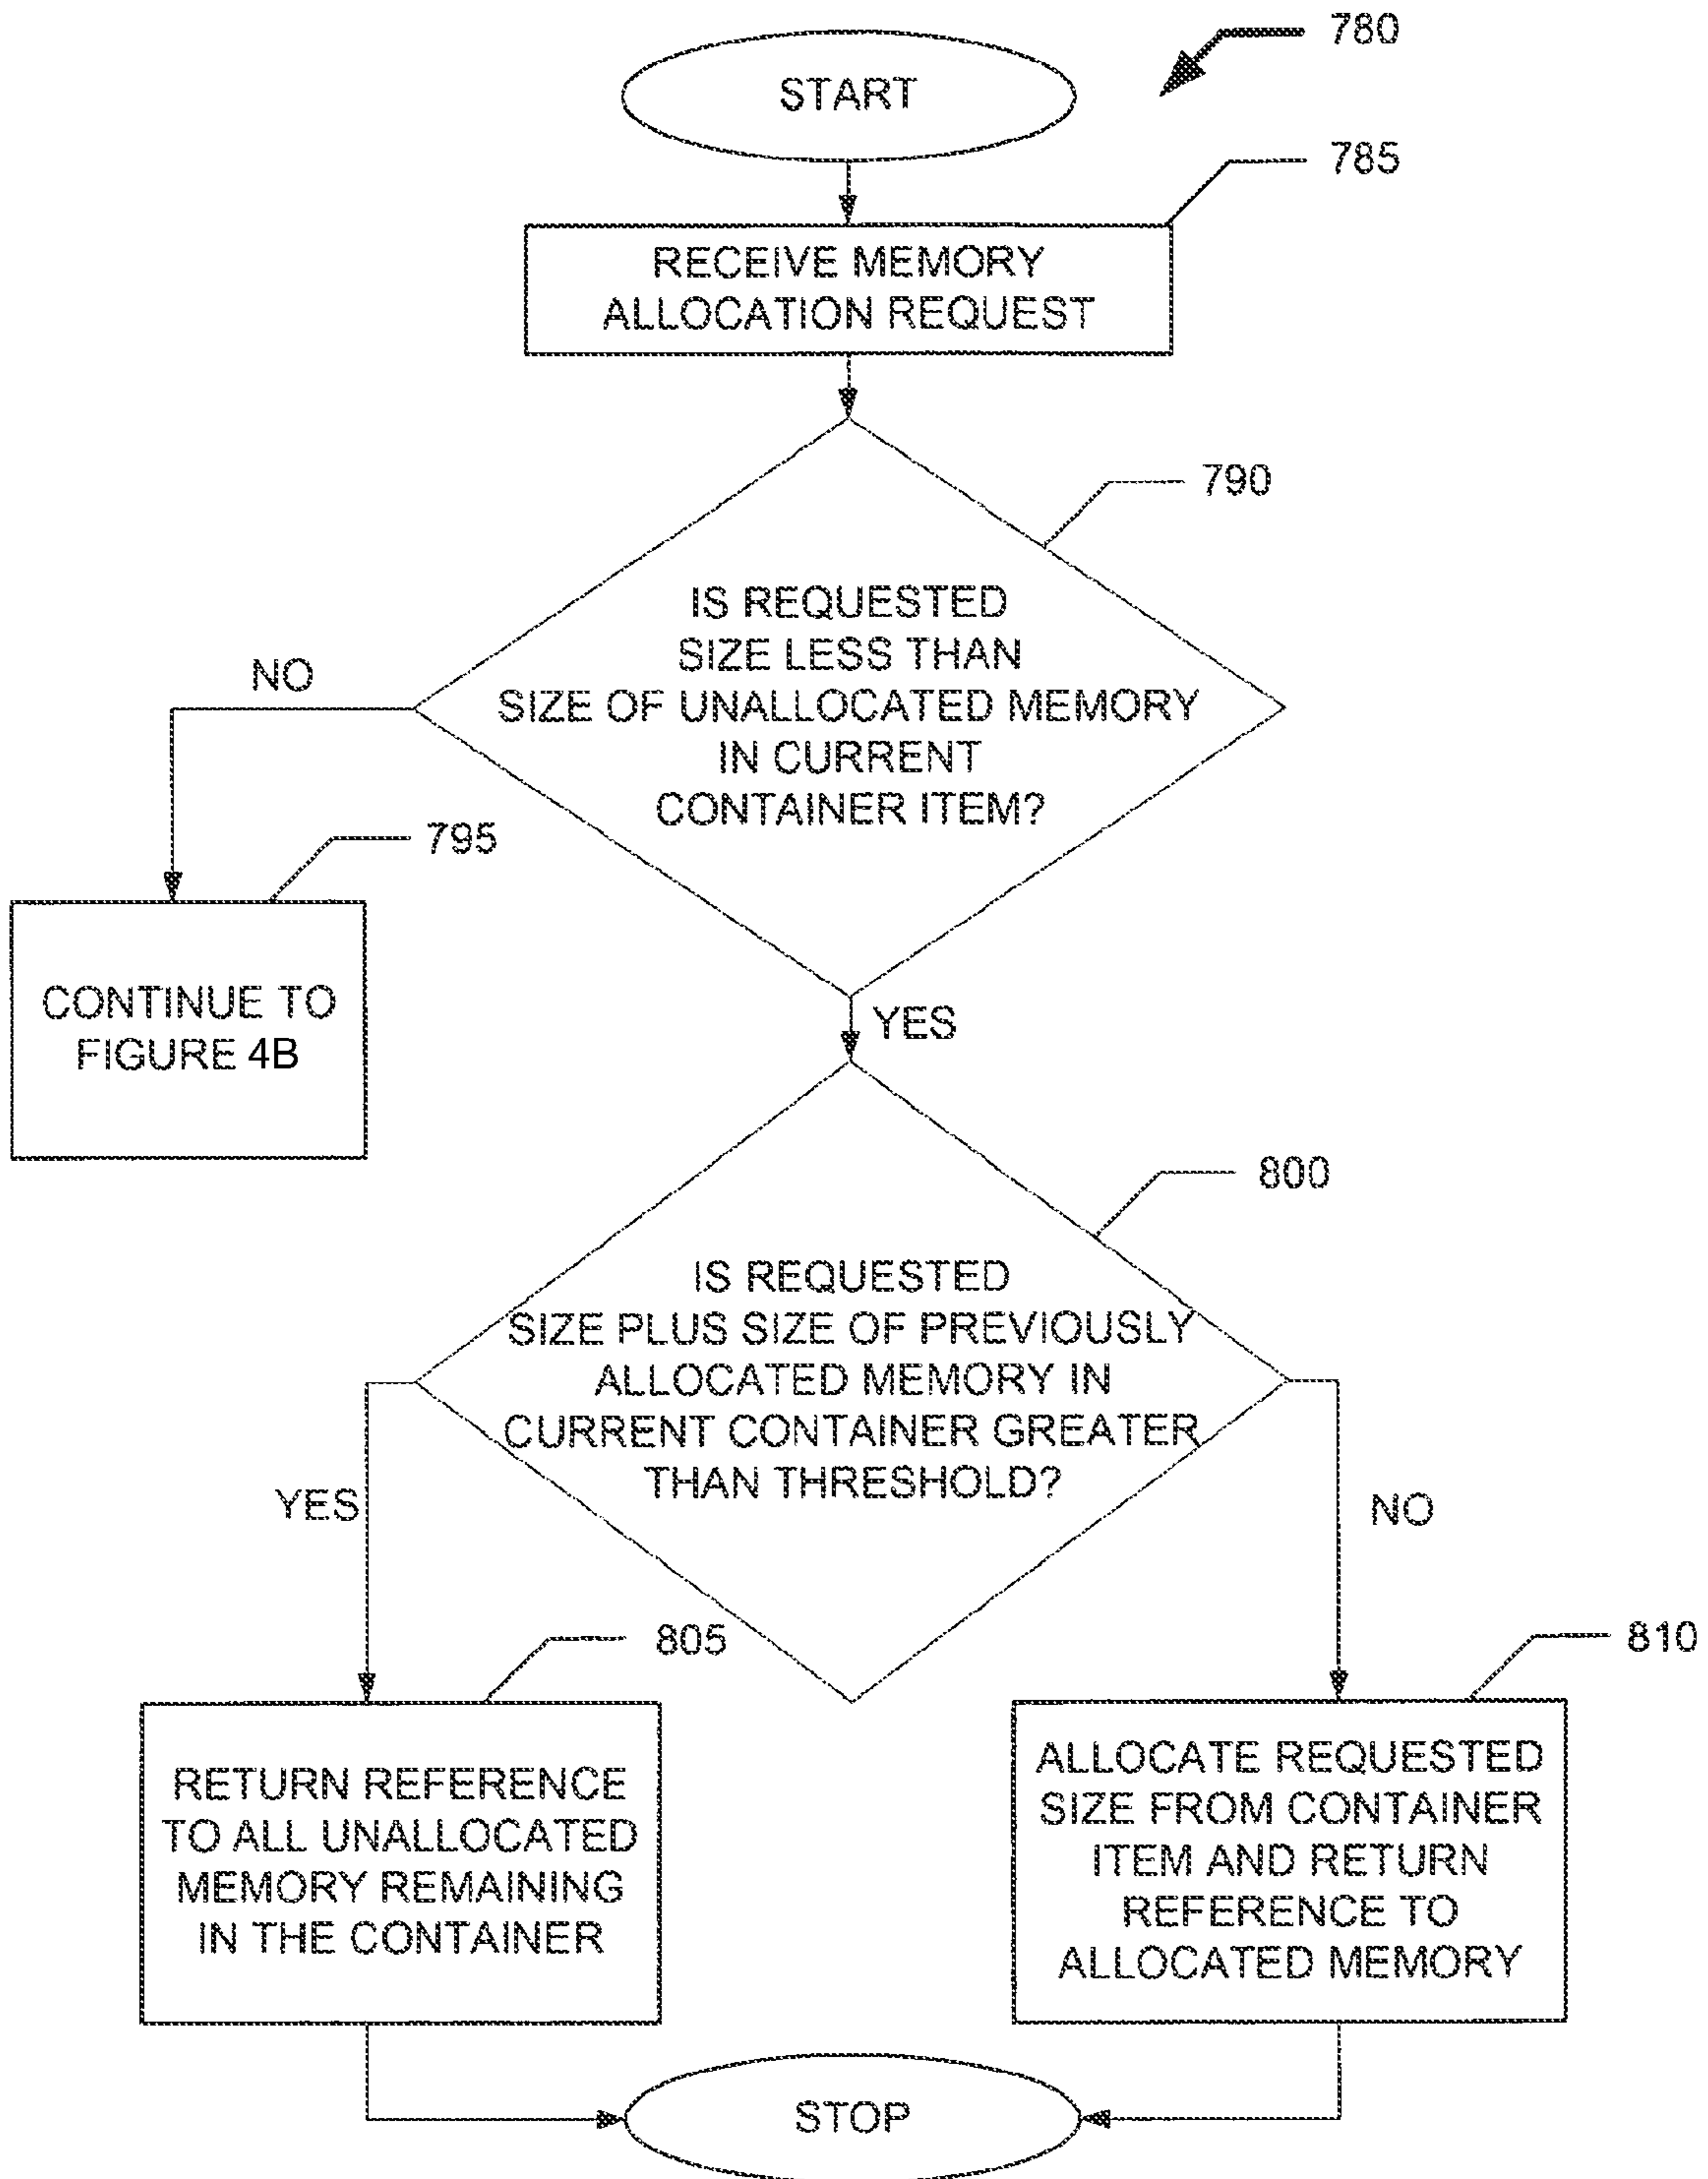 780
START
785
RECEIVE MEMORY
ALLOCATION REQUEST
790
IS REQUESTED
SIZE LESS THAN
SIZE OF UNALLOCATED MEMORY
IN CURRENT
CONTAINER ITEM?
NO
795
CONTINUE TO
FIGURE 4B
YES
800
IS REQUESTED
SIZE PLUS SIZE OF PREVIOUSLY
ALLOCATED MEMORY IN
CURRENT CONTAINER GREATER
THAN THRESHOLD?
YES
NO
805
RETURN REFERENCE
TO ALL UNALLOCATED
MEMORY REMAINING
IN THE CONTAINER
810
ALLOCATE REQUESTED
SIZE FROM CONTAINER
ITEM AND RETURN
REFERENCE TO
ALLOCATED MEMORY
STOP